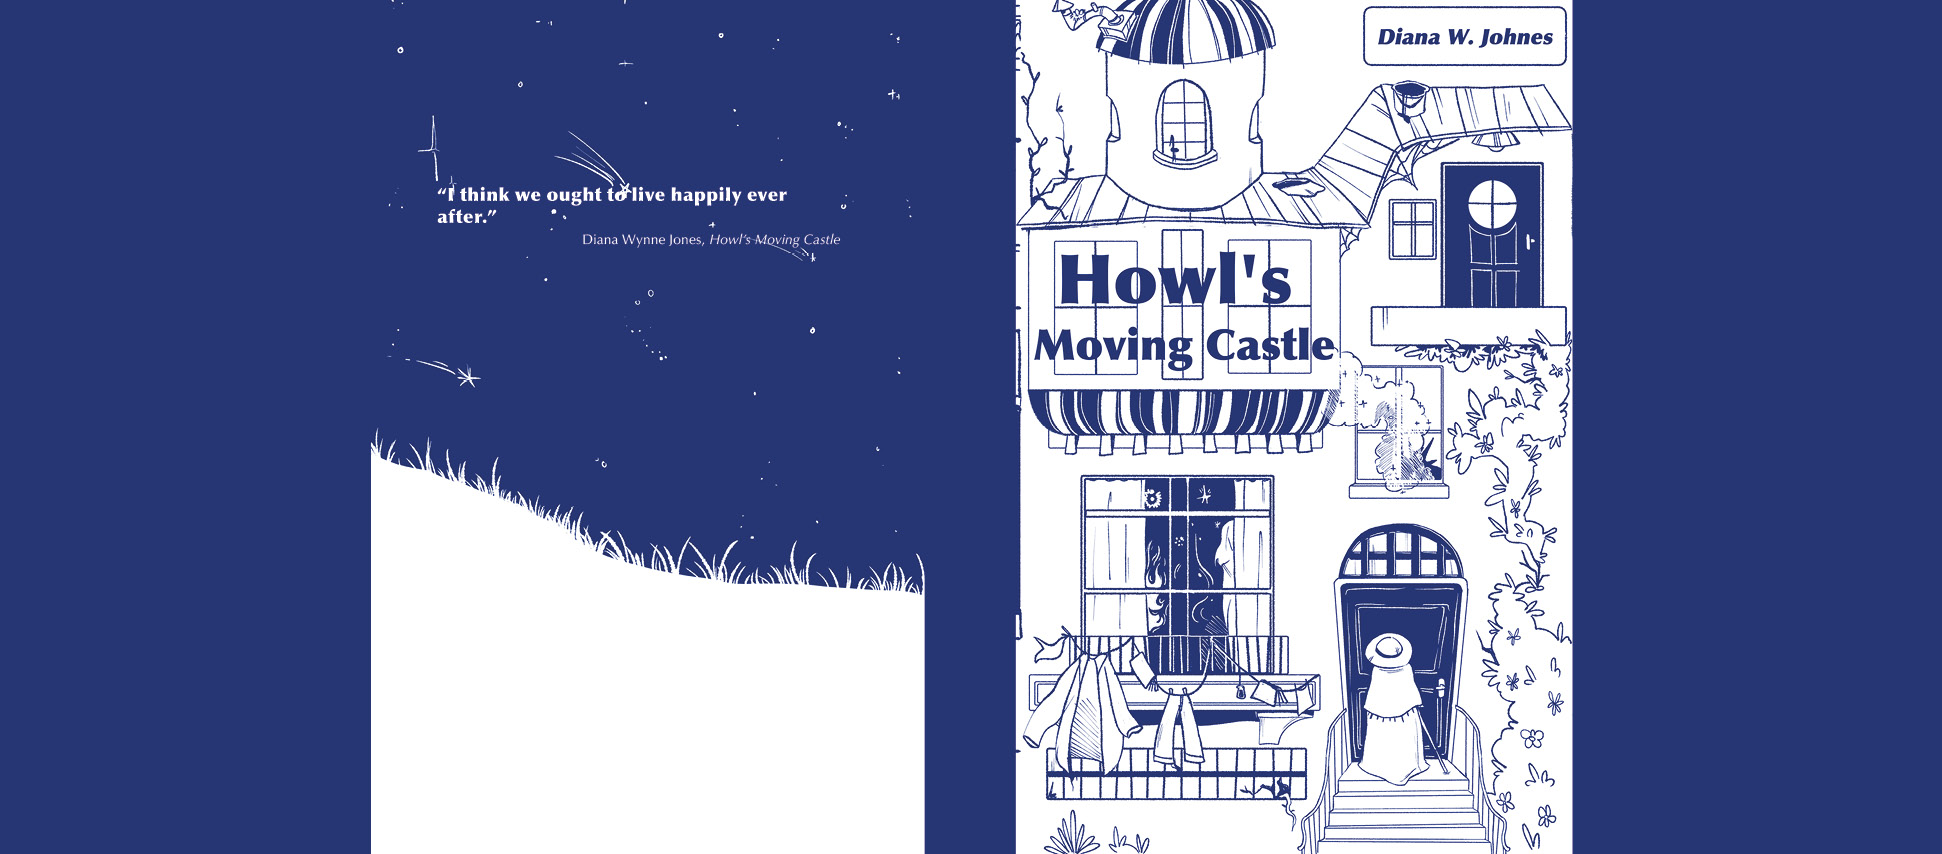 “I think we ought to live happily ever
after.”
Diana Wynne Jones, Howl’s Moving Castle
Diana W. Johnes
Howl's
Moving Castle